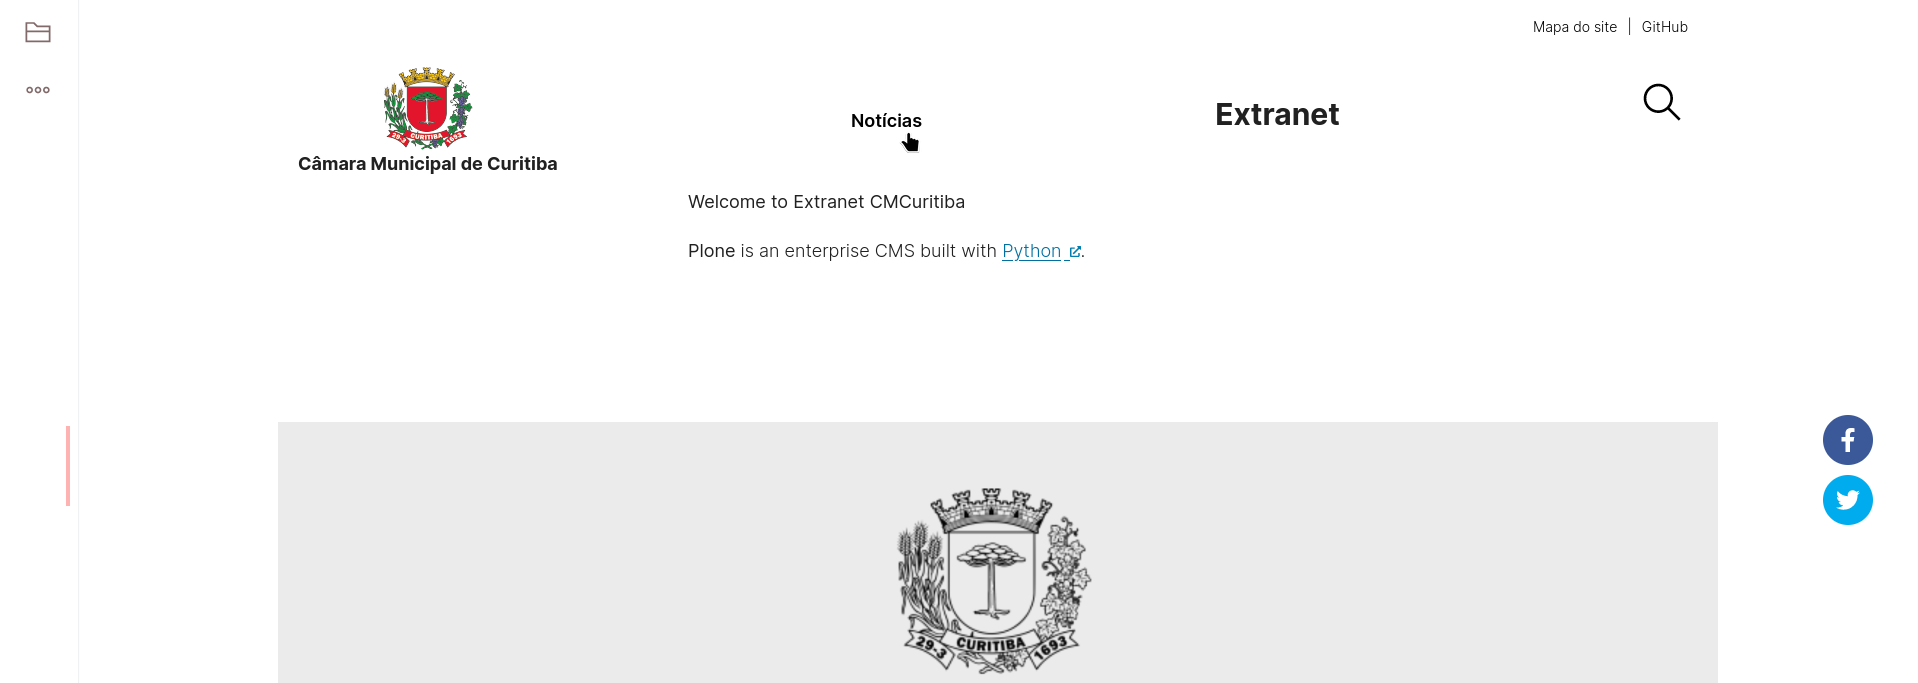 Mapa do site | GitHub
29-3 CURITIBA 1693
Câmara Municipal de Curitiba
Notícias
Extranet
Welcome to Extranet CMCuritiba
Plone is an enterprise CMS built with Python.
29-3 CURITIBA 1693